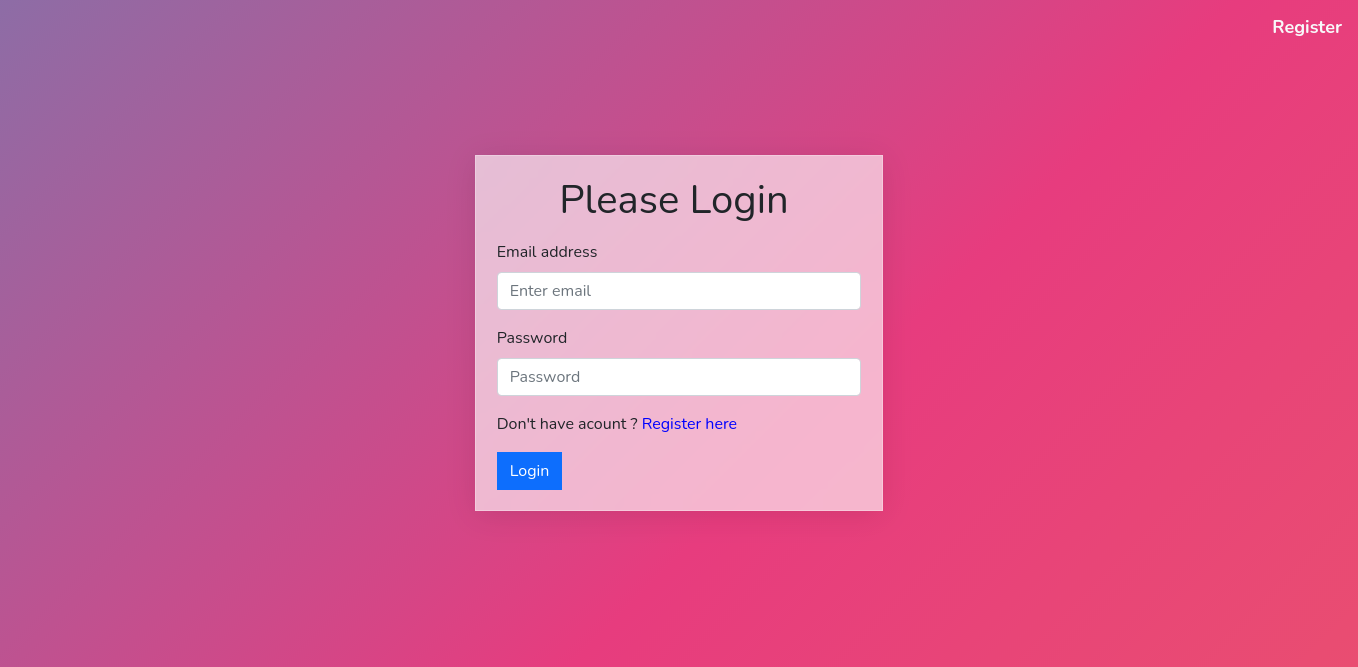 Register
Please Login
Email address
Enter email
Password
Password
Don't have acount ? Register here
Login